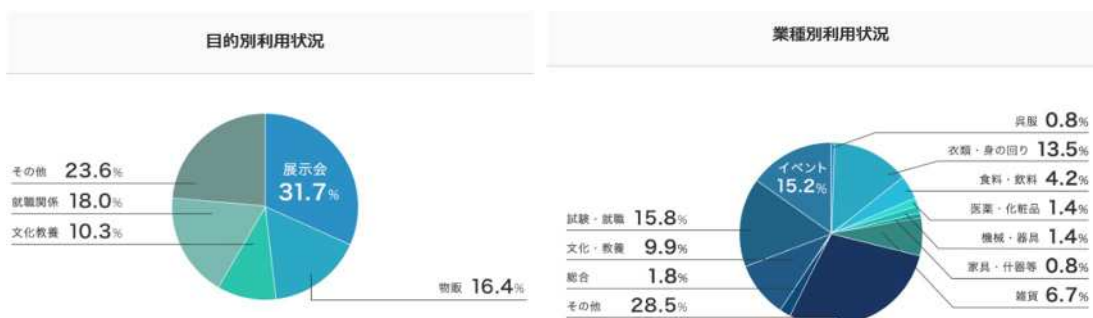 目的別利用状況
展示会
31.7%
その他 23.6%
就職関係 18.0%
文化教養 10.3%
物販 16.4%
業種別利用状況
呉服 0.8%
衣類・身の回り 13.5%
食料・飲料 4.2%
医薬・化粧品 1.4%
機械・器具 1.4%
家具・什器等 0.8%
雑貨 6.7%
イベント
15.2%
試験・就職 15.8%
文化・教養 9.9%
総合 1.8%
その他 28.5%